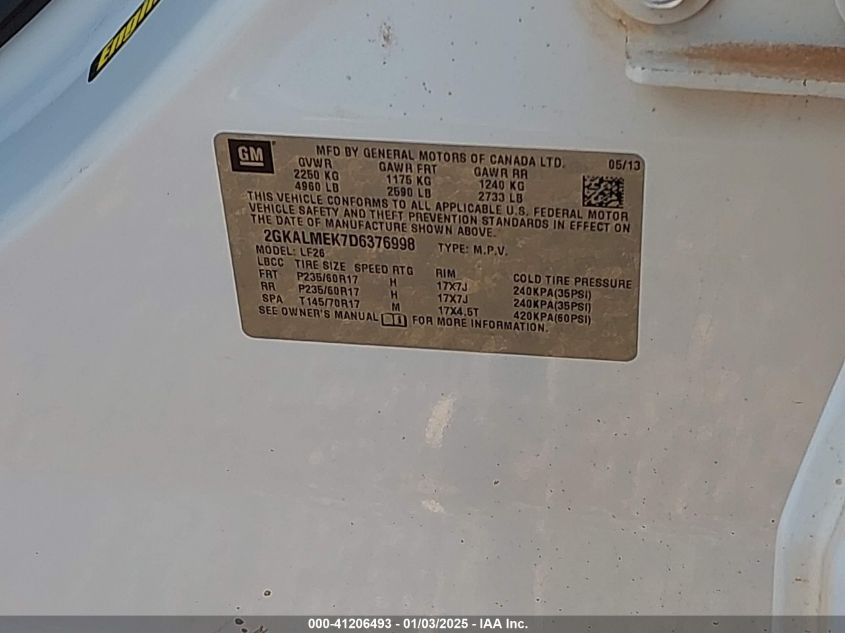 Engin
GM
MFD BY GENERAL MOTORS OF CANADA LTD. 05/13
GVWR GAWR FRT GAWR RR
2250 KG 1175 KG 1240 KG
4960 LB 2590 LB 2733 LB
THIS VEHICLE CONFORMS TO ALL APPLICABLE U.S. FEDERAL MOTOR
VEHICLE SAFETY AND THEFT PREVENTION STANDARDS IN EFFECT ON
THE DATE OF MANUFACTURE SHOWN ABOVE.
2GKALMEK7D6376998 TYPE: M.P.V.
MODEL: LF26
LBCC TIRE SIZE SPEED RTG RIM COLD TIRE PRESSURE
FRT P235/60R17 H 17X7J 240KPA(35PSI)
RR P235/60R17 H 17X7J 240KPA(35PSI)
SPA T145/70R17 M 17X4.5T 420KPA(60PSI)
SEE OWNER'S MANUAL FOR MORE INFORMATION.
000-41206493 - 01/03/2025 - IAA Inc.